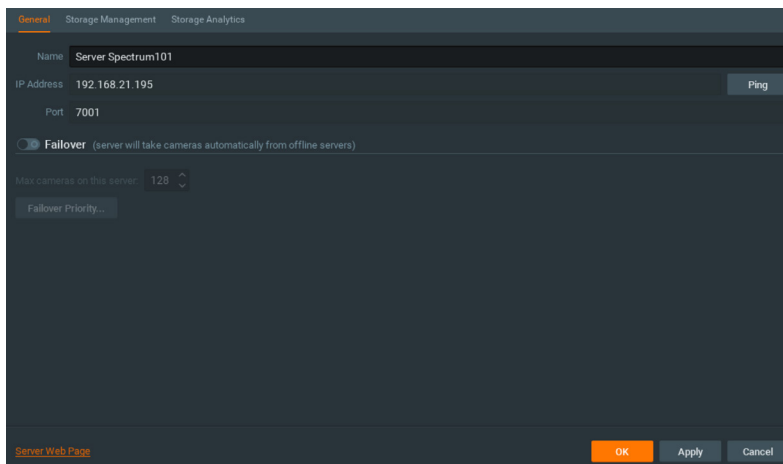 General Storage Management Storage Analytics
Name Server Spectrum101
IP Address 192.168.21.195 Ping
Port 7001
Failover (server will take cameras automatically from offline servers)
Max cameras on this server: 128
Failover Priority...
Server Web Page OK Apply Cancel